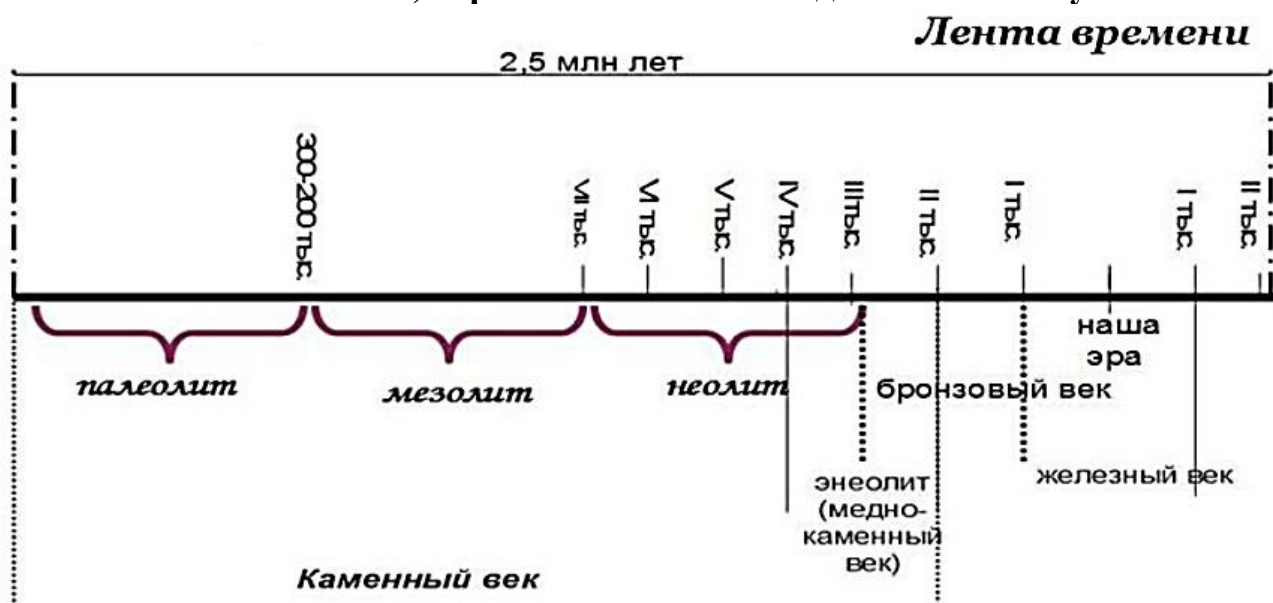 Лента времени
2,5 млн лет
300-200 тыс.
VII тыс.
VI тыс.
V тыс.
IV тыс.
III тыс.
II тыс.
I тыс.
I тыс.
II тыс.
наша
эра
палеолит
мезолит
неолит
бронзовый век
энеолит
(медно-
каменный
век)
железный век
Каменный век